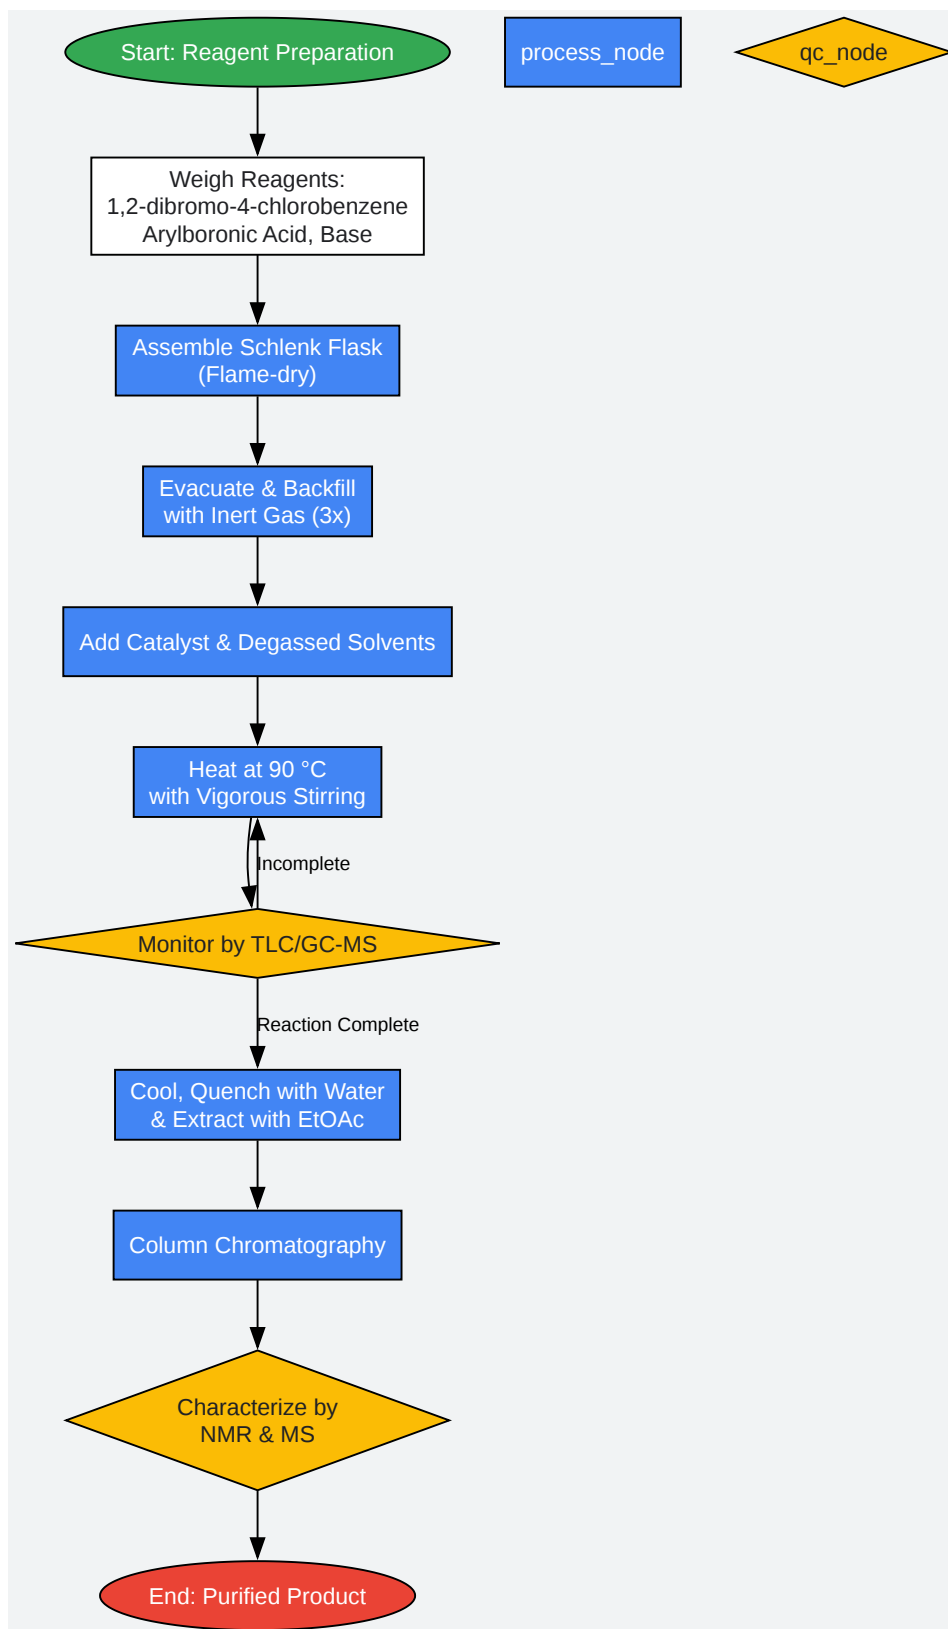 Start: Reagent Preparation
process_node
qc_node
Weigh Reagents:
1,2-dibromo-4-chlorobenzene
Arylboronic Acid, Base
Assemble Schlenk Flask
(Flame-dry)
Evacuate & Backfill
with Inert Gas (3x)
Add Catalyst & Degassed Solvents
Heat at 90 °C
with Vigorous Stirring
Incomplete
Monitor by TLC/GC-MS
Reaction Complete
Cool, Quench with Water
& Extract with EtOAc
Column Chromatography
Characterize by
NMR & MS
End: Purified Product